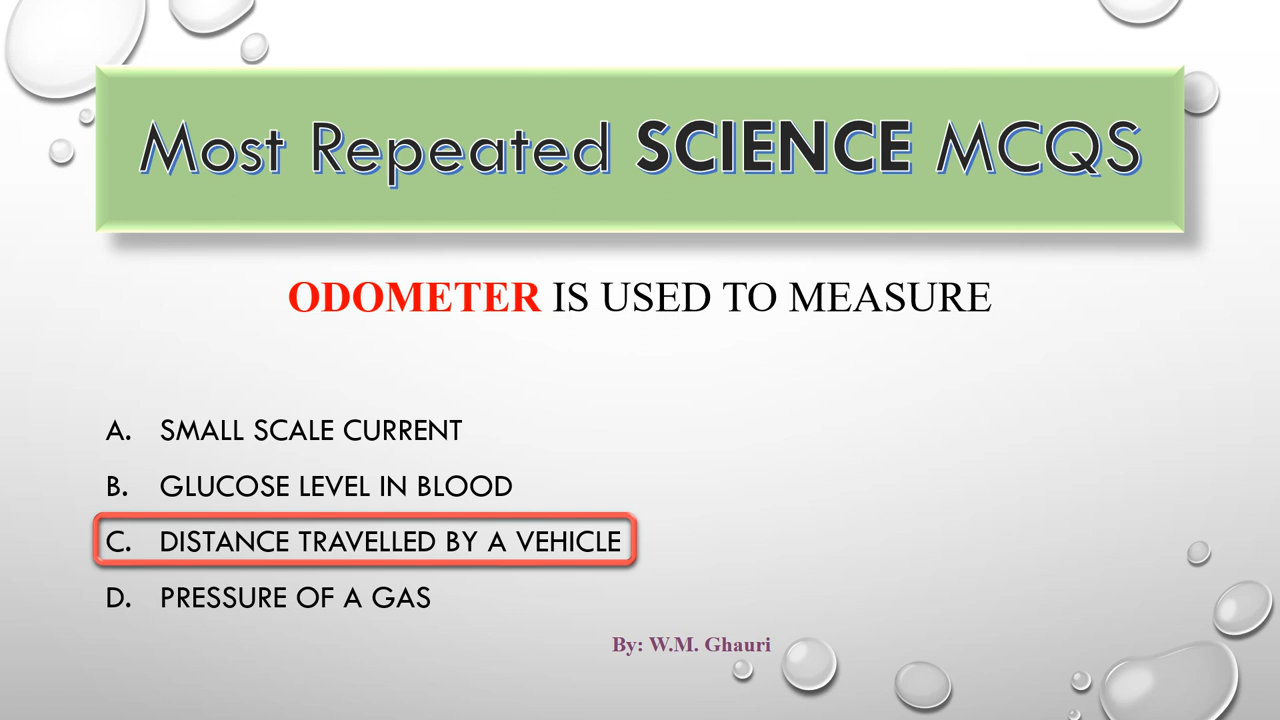 Most Repeated SCIENCE MCQS
ODOMETER IS USED TO MEASURE
A. SMALL SCALE CURRENT
B. GLUCOSE LEVEL IN BLOOD
C. DISTANCE TRAVELLED BY A VEHICLE
D. PRESSURE OF A GAS
By: W.M. Ghauri